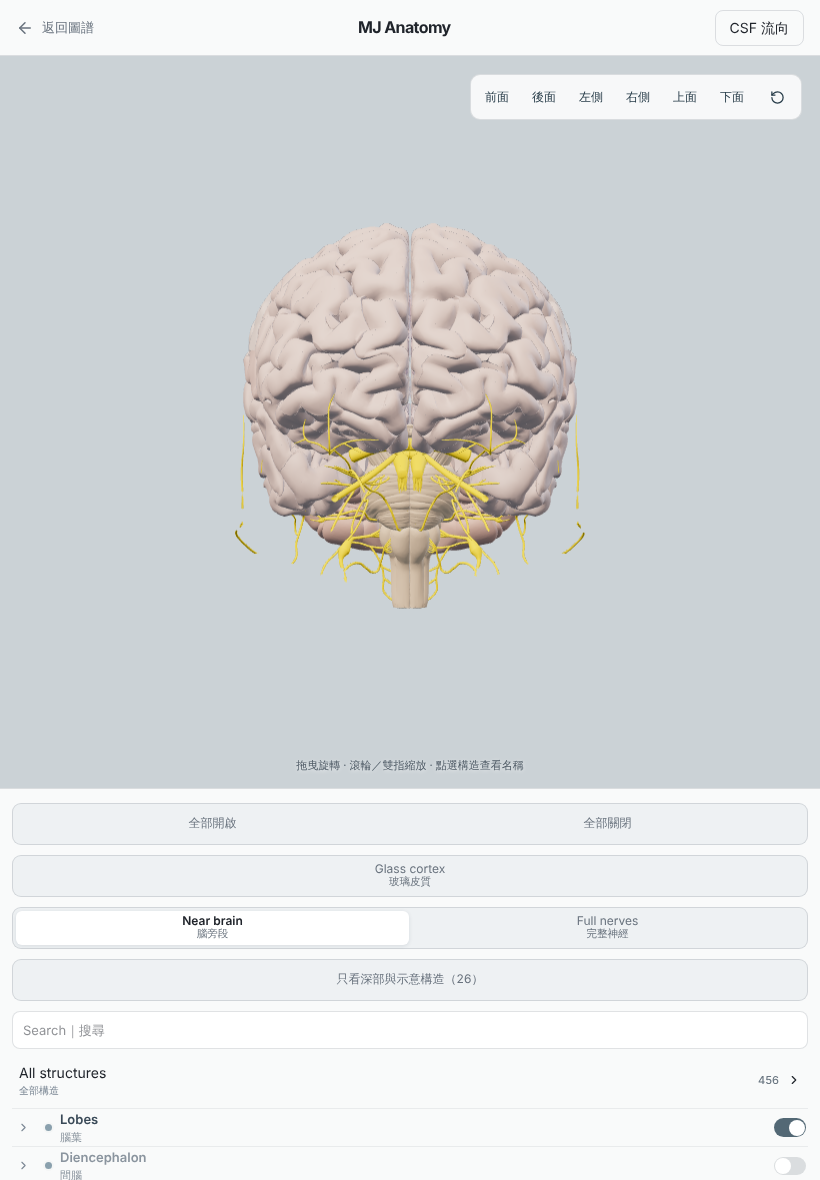 返回圖譜
MJ Anatomy
CSF 流向
前面 後面 左側 右側 上面 下面
拖曳旋轉 · 滾輪／雙指縮放 · 點選構造查看名稱
全部開啟
全部關閉
Glass cortex
玻璃皮質
Near brain
腦旁段
Full nerves
完整神經
只看深部與示意構造（26）
Search｜搜尋
All structures
全部構造
456
Lobes
腦葉
Diencephalon
間腦